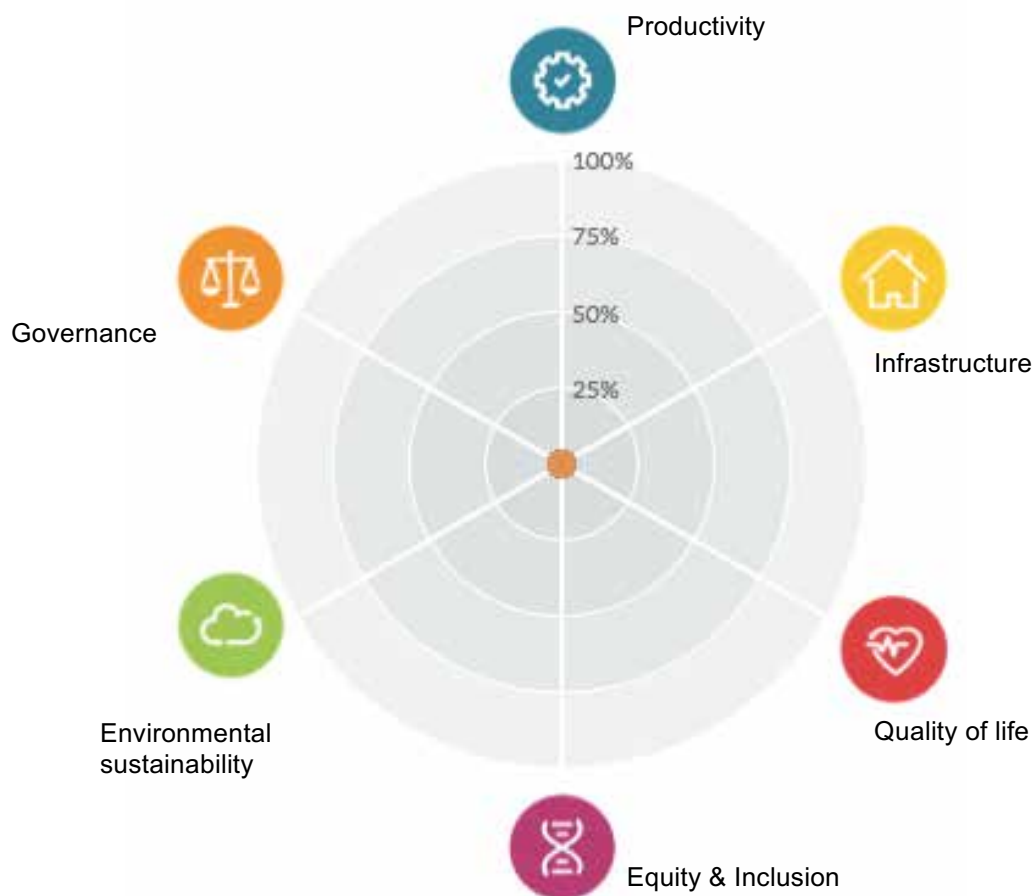 Productivity
100%
75%
50%
25%
Governance
Infrastructure
Environmental
sustainability
Quality of life
Equity & Inclusion